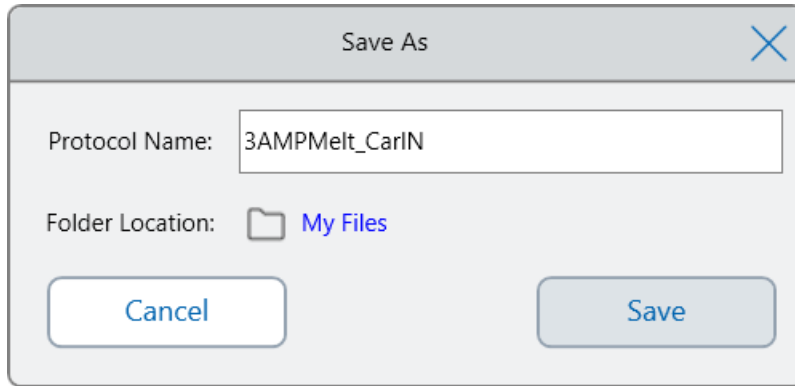 Save As
Protocol Name: 3AMPMelt_CarlN
Folder Location: My Files
Cancel Save